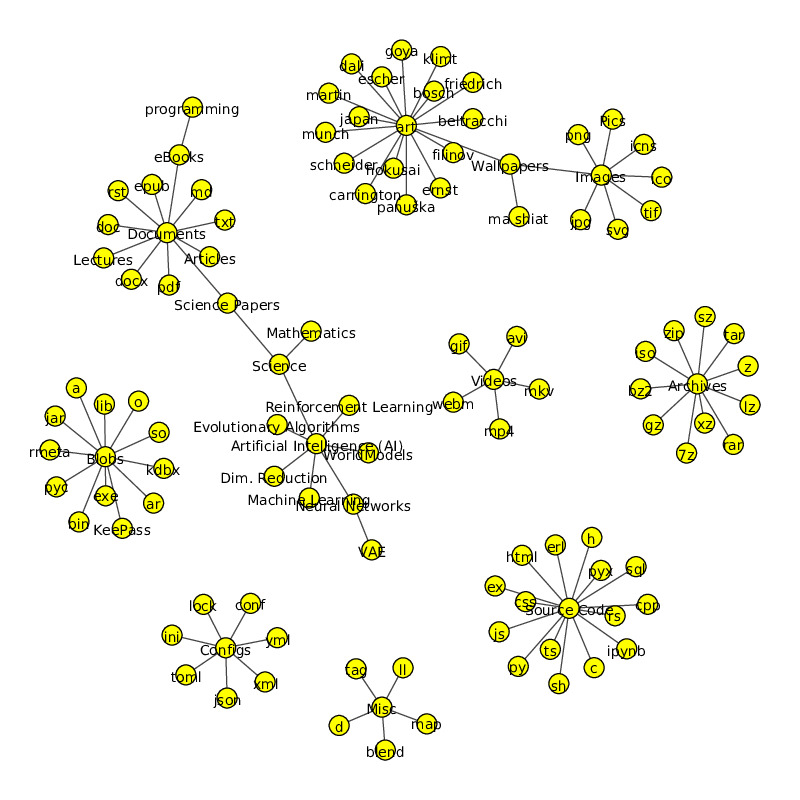 goya
klimt
dali
escher
friedrich
bosch
martin
japan
art
beltracchi
munch
filinov
schneider
hokusai
carrington
ernst
panuska
Wallpapers
mashiat
Pics
png
icns
Images
ico
tif
jpg
svg
programming
eBooks
rst
epub
md
doc
txt
Documents
Lectures
Articles
docx
pdf
Science Papers
Mathematics
Science
Reinforcement Learning
Evolutionary Algorithms
Artificial Intelligence (AI)
World Models
Dim. Reduction
Machine Learning
Neural Networks
VAE
gif
avi
Videos
webm
mkv
mp4
sz
zip
tar
iso
z
Archives
bz2
lz
gz
xz
7z
rar
a
lib
o
jar
so
rmeta
Blobs
kdbx
pyc
exe
ar
bin
KeePass
h
erl
html
pyx
sql
ex
css
Source Code
rs
cpp
js
ts
ipynb
py
c
sh
lock
conf
ini
yml
Configs
toml
xml
json
tag
ll
Misc
d
map
blend